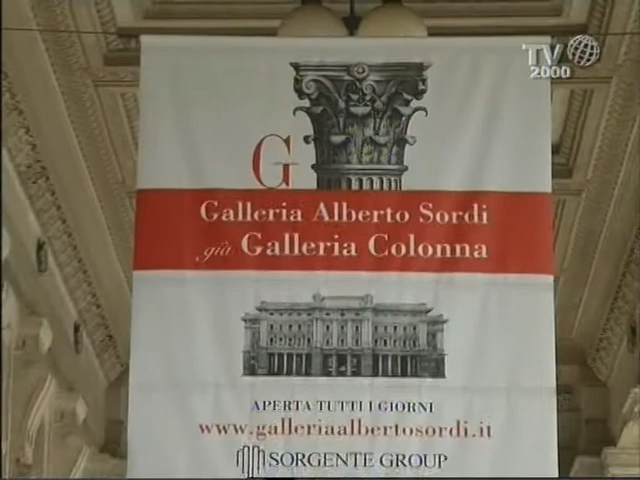 TV
2000
G
Galleria Alberto Sordi
già Galleria Colonna
APERTA TUTTI I GIORNI
www.galleriaalbertosordi.it
SORGENTE GROUP